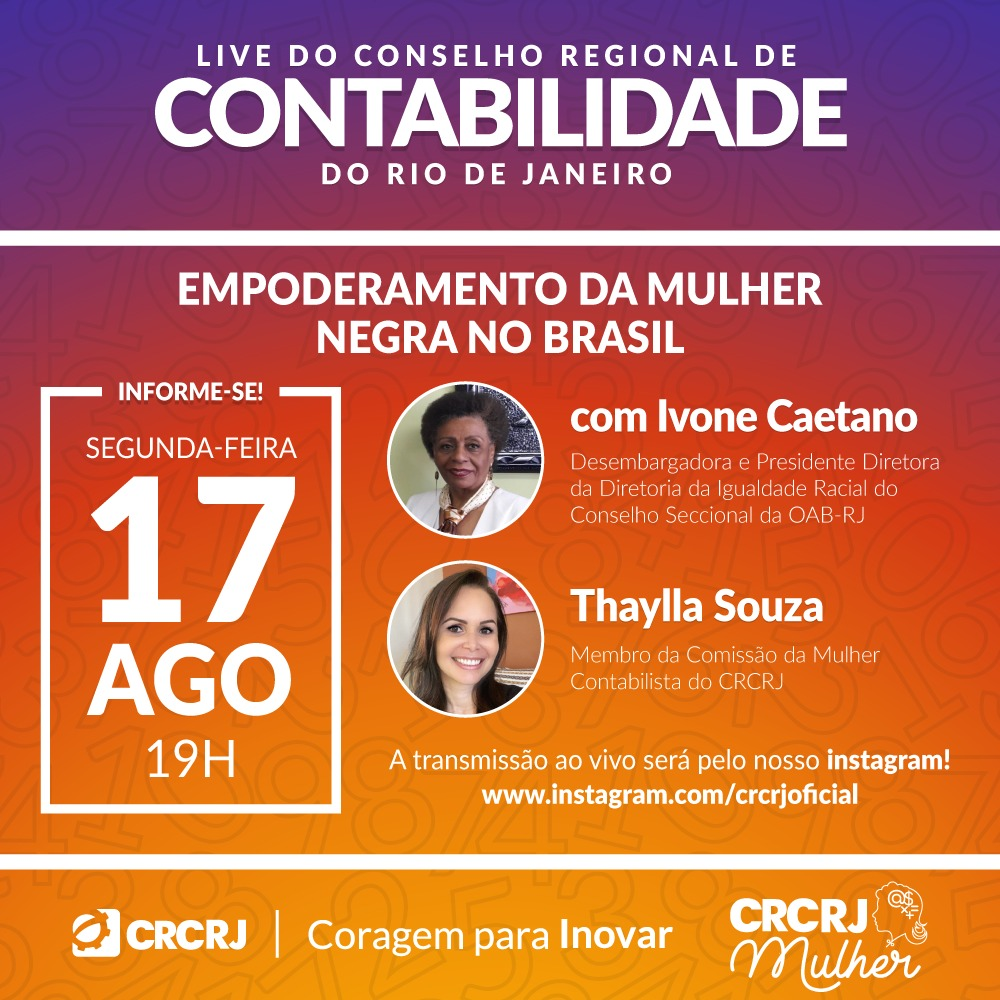 LIVE DO CONSELHO REGIONAL DE
CONTABILIDADE
DO RIO DE JANEIRO
EMPODERAMENTO DA MULHER
NEGRA NO BRASIL
INFORME-SE!
SEGUNDA-FEIRA
17
AGO
19H
com Ivone Caetano
Desembargadora e Presidente Diretora
da Diretoria da Igualdade Racial do
Conselho Seccional da OAB-RJ
Thaylla Souza
Membro da Comissão da Mulher
Contabilista do CRCRJ
A transmissão ao vivo será pelo nosso instagram!
www.instagram.com/crcrjoficial
CRCRJ | Coragem para Inovar
CRCRJ
Mulher